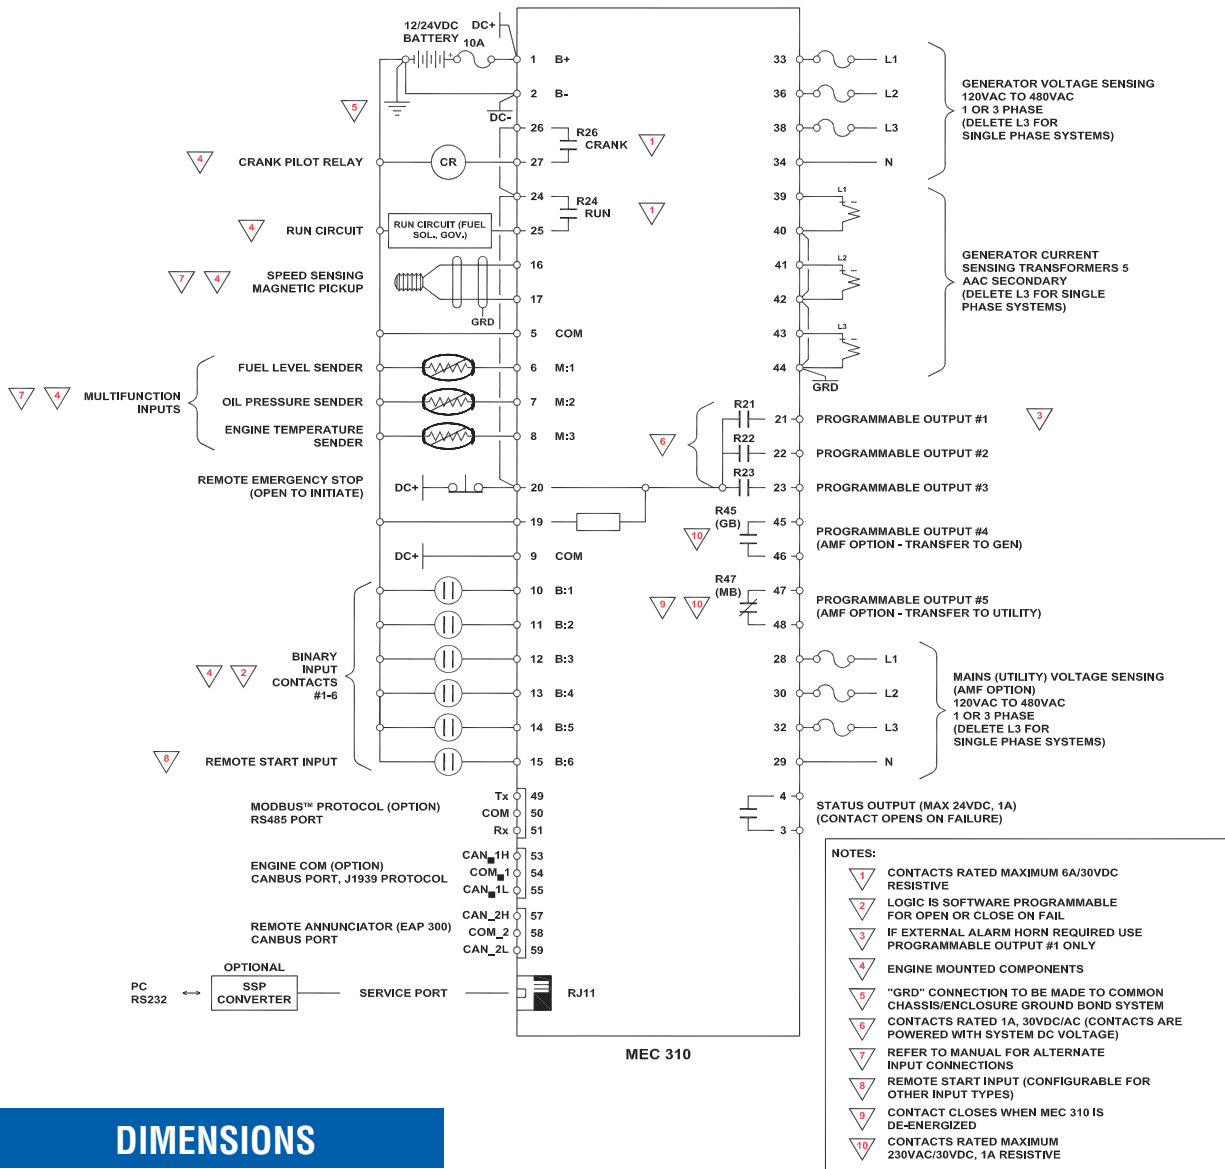 12/24VDC
BATTERY
DC+
10A
1 B+
2 B-
5
DC-
26
R26
CRANK
1
4
CRANK PILOT RELAY
CR
27
24
R24
RUN
1
4
RUN CIRCUIT
RUN CIRCUIT (FUEL
SOL., GOV.)
25
7
4
SPEED SENSING
MAGNETIC PICKUP
16
17
GRD
5 COM
7
4
MULTIFUNCTION
INPUTS
FUEL LEVEL SENDER
6 M:1
OIL PRESSURE SENDER
7 M:2
ENGINE TEMPERATURE
SENDER
8 M:3
REMOTE EMERGENCY STOP
(OPEN TO INITIATE)
DC+
20
19
DC+
9 COM
10 B:1
11 B:2
12 B:3
13 B:4
14 B:5
15 B:6
4
2
BINARY
INPUT
CONTACTS
#1-6
8
REMOTE START INPUT
MODBUS™ PROTOCOL (OPTION)
RS485 PORT
Tx 49
COM 50
Rx 51
ENGINE COM (OPTION)
CANBUS PORT, J1939 PROTOCOL
CAN_1H 53
COM_1 54
CAN_1L 55
REMOTE ANNUNCIATOR (EAP 300)
CANBUS PORT
CAN_2H 57
COM_2 58
CAN_2L 59
OPTIONAL
PC
RS232
SSP
CONVERTER
SERVICE PORT
RJ11
MEC 310
33 L1
36 L2
38 L3
34 N
GENERATOR VOLTAGE SENSING
120VAC TO 480VAC
1 OR 3 PHASE
(DELETE L3 FOR
SINGLE PHASE SYSTEMS)
39 L1
40
41 L2
42
43 L3
44
GRD
GENERATOR CURRENT
SENSING TRANSFORMERS 5
AAC SECONDARY
(DELETE L3 FOR SINGLE
PHASE SYSTEMS)
6
R21
21 PROGRAMMABLE OUTPUT #1
3
R22
22 PROGRAMMABLE OUTPUT #2
R23
23 PROGRAMMABLE OUTPUT #3
10
R45
(GB)
45
46
PROGRAMMABLE OUTPUT #4
(AMF OPTION - TRANSFER TO GEN)
9
10
R47
(MB)
47
48
PROGRAMMABLE OUTPUT #5
(AMF OPTION - TRANSFER TO UTILITY)
28 L1
30 L2
32 L3
29 N
MAINS (UTILITY) VOLTAGE SENSING
(AMF OPTION)
120VAC TO 480VAC
1 OR 3 PHASE
(DELETE L3 FOR
SINGLE PHASE SYSTEMS)
4
3
STATUS OUTPUT (MAX 24VDC, 1A)
(CONTACT OPENS ON FAILURE)
NOTES:
1 CONTACTS RATED MAXIMUM 6A/30VDC
RESISTIVE
2 LOGIC IS SOFTWARE PROGRAMMABLE
FOR OPEN OR CLOSE ON FAIL
3 IF EXTERNAL ALARM HORN REQUIRED USE
PROGRAMMABLE OUTPUT #1 ONLY
4 ENGINE MOUNTED COMPONENTS
5 "GRD" CONNECTION TO BE MADE TO COMMON
CHASSIS/ENCLOSURE GROUND BOND SYSTEM
6 CONTACTS RATED 1A, 30VDC/AC (CONTACTS ARE
POWERED WITH SYSTEM DC VOLTAGE)
7 REFER TO MANUAL FOR ALTERNATE
INPUT CONNECTIONS
8 REMOTE START INPUT (CONFIGURABLE FOR
OTHER INPUT TYPES)
9 CONTACT CLOSES WHEN MEC 310 IS
DE-ENERGIZED
10 CONTACTS RATED MAXIMUM
230VAC/30VDC, 1A RESISTIVE
DIMENSIONS